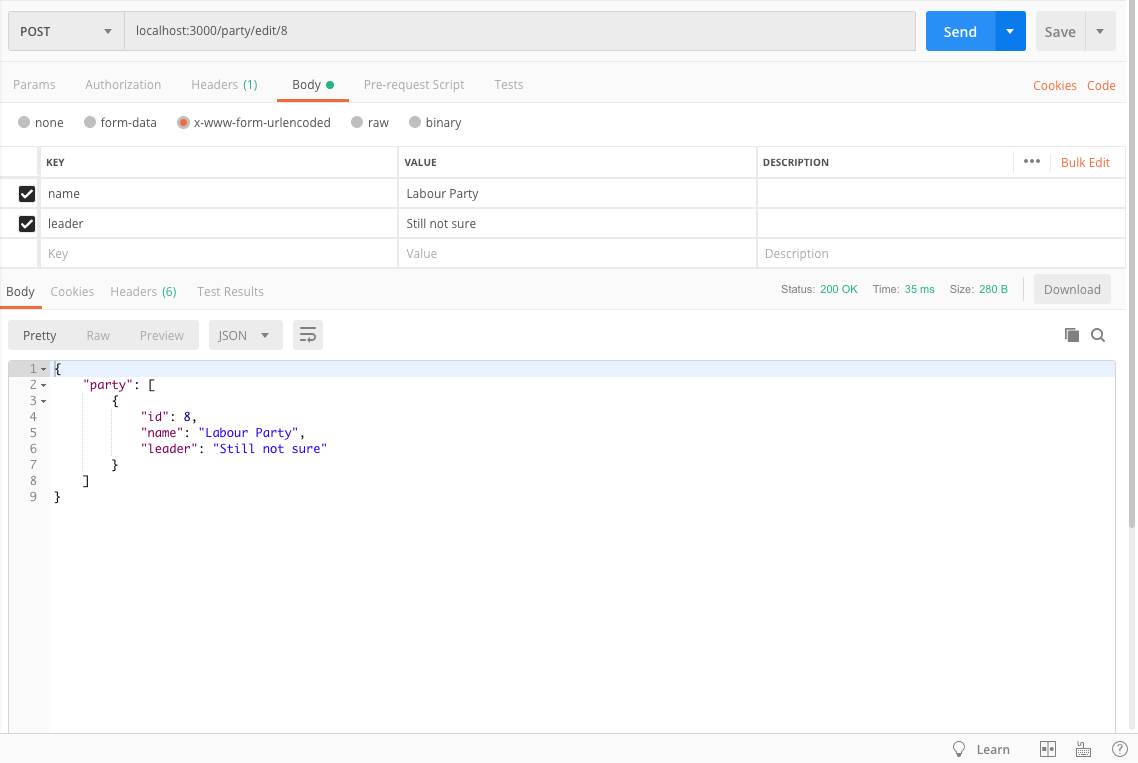 POST localhost:3000/party/edit/8 Send Save
Params Authorization Headers (1) Body Pre-request Script Tests Cookies Code
none form-data x-www-form-urlencoded raw binary
KEY VALUE DESCRIPTION ••• Bulk Edit
name Labour Party
leader Still not sure
Key Value Description
Body Cookies Headers (6) Test Results Status: 200 OK Time: 35 ms Size: 280 B Download
Pretty Raw Preview JSON
1 {
2 "party": [
3 {
4 "id": 8,
5 "name": "Labour Party",
6 "leader": "Still not sure"
7 }
8 ]
9 }
Learn